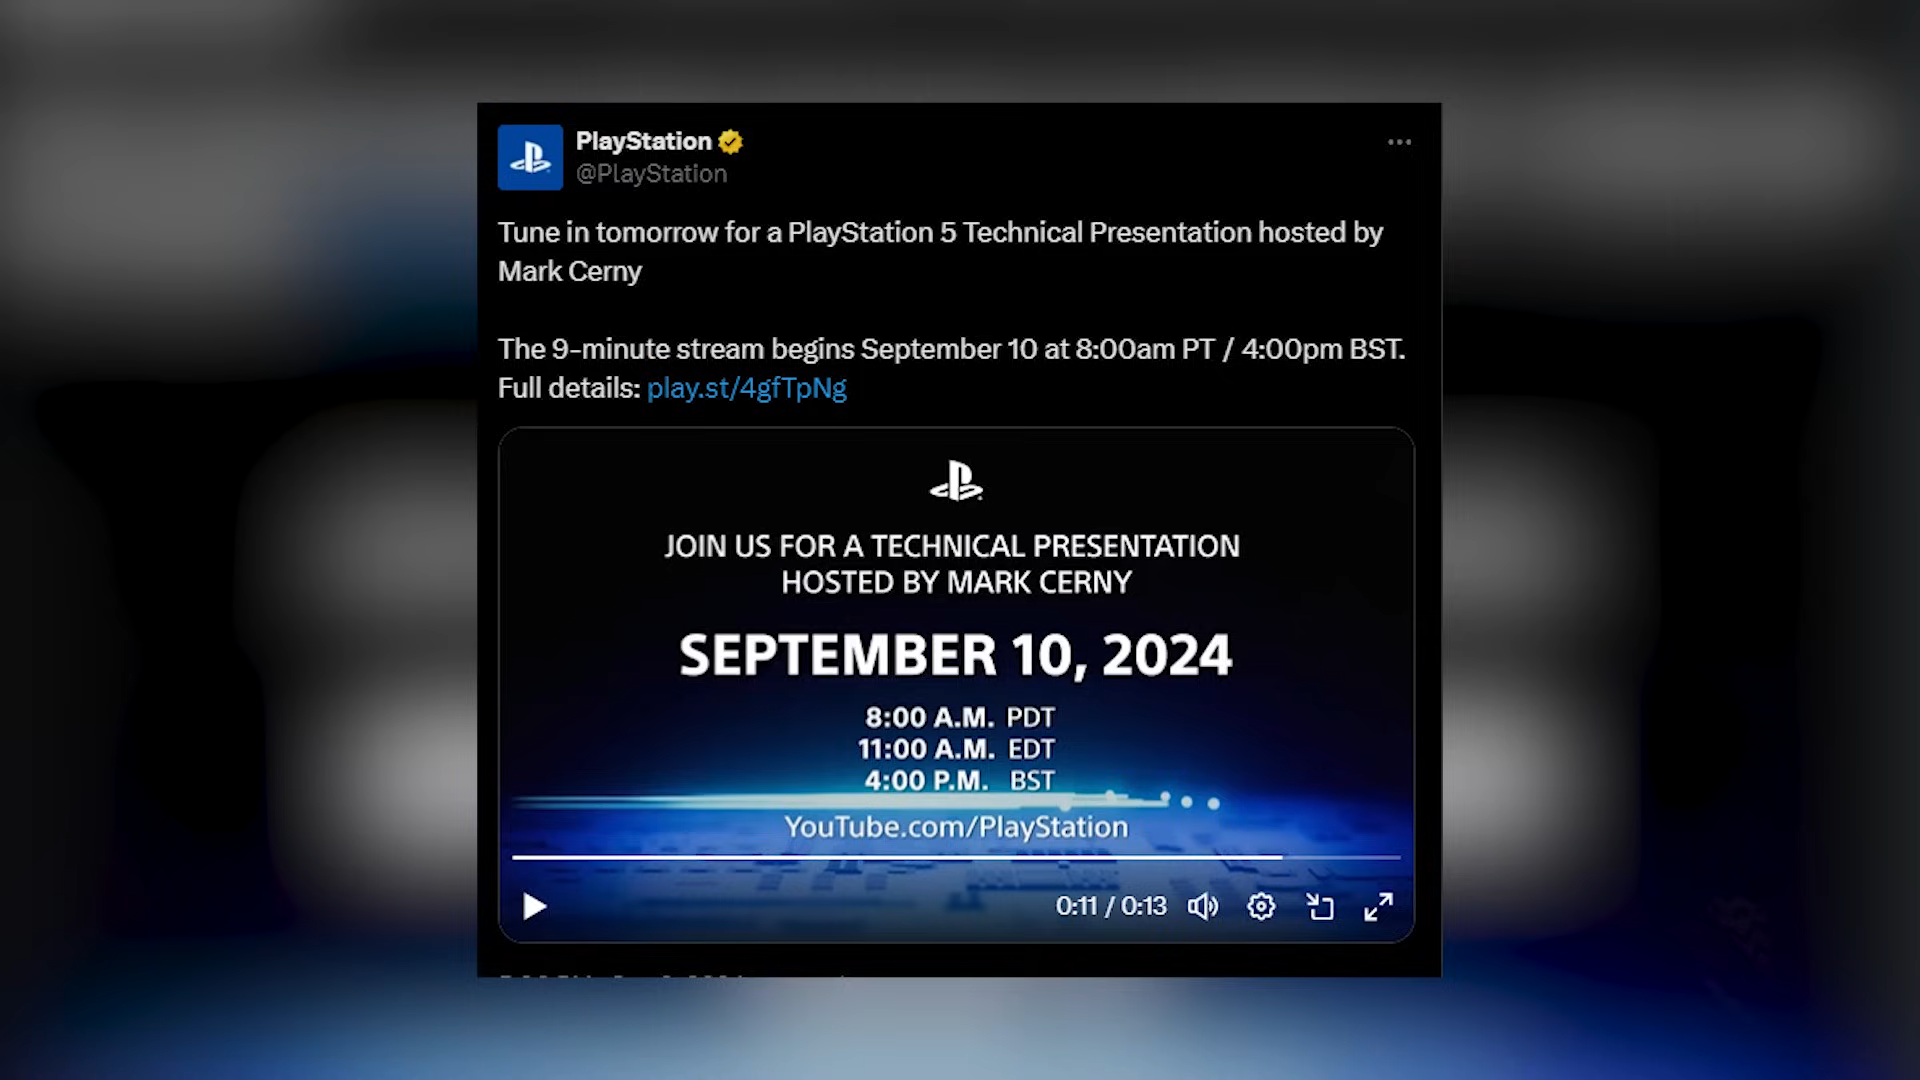 PlayStation
@PlayStation
Tune in tomorrow for a PlayStation 5 Technical Presentation hosted by
Mark Cerny
The 9-minute stream begins September 10 at 8:00am PT / 4:00pm BST.
Full details: play.st/4gfTpNg
JOIN US FOR A TECHNICAL PRESENTATION
HOSTED BY MARK CERNY
SEPTEMBER 10, 2024
8:00 A.M. PDT
11:00 A.M. EDT
4:00 P.M. BST
YouTube.com/PlayStation
0:11 / 0:13